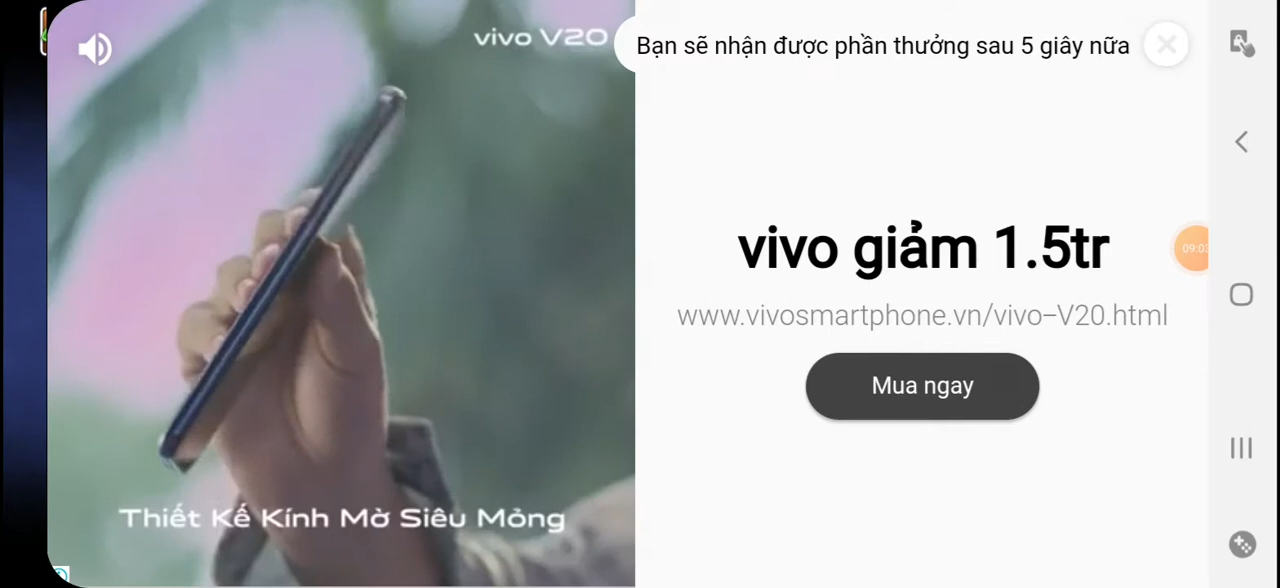 vivo V20
Bạn sẽ nhận được phần thưởng sau 5 giây nữa
vivo giảm 1.5tr
www.vivosmartphone.vn/vivo-V20.html
Mua ngay
Thiết Kế Kính Mờ Siêu Mỏng